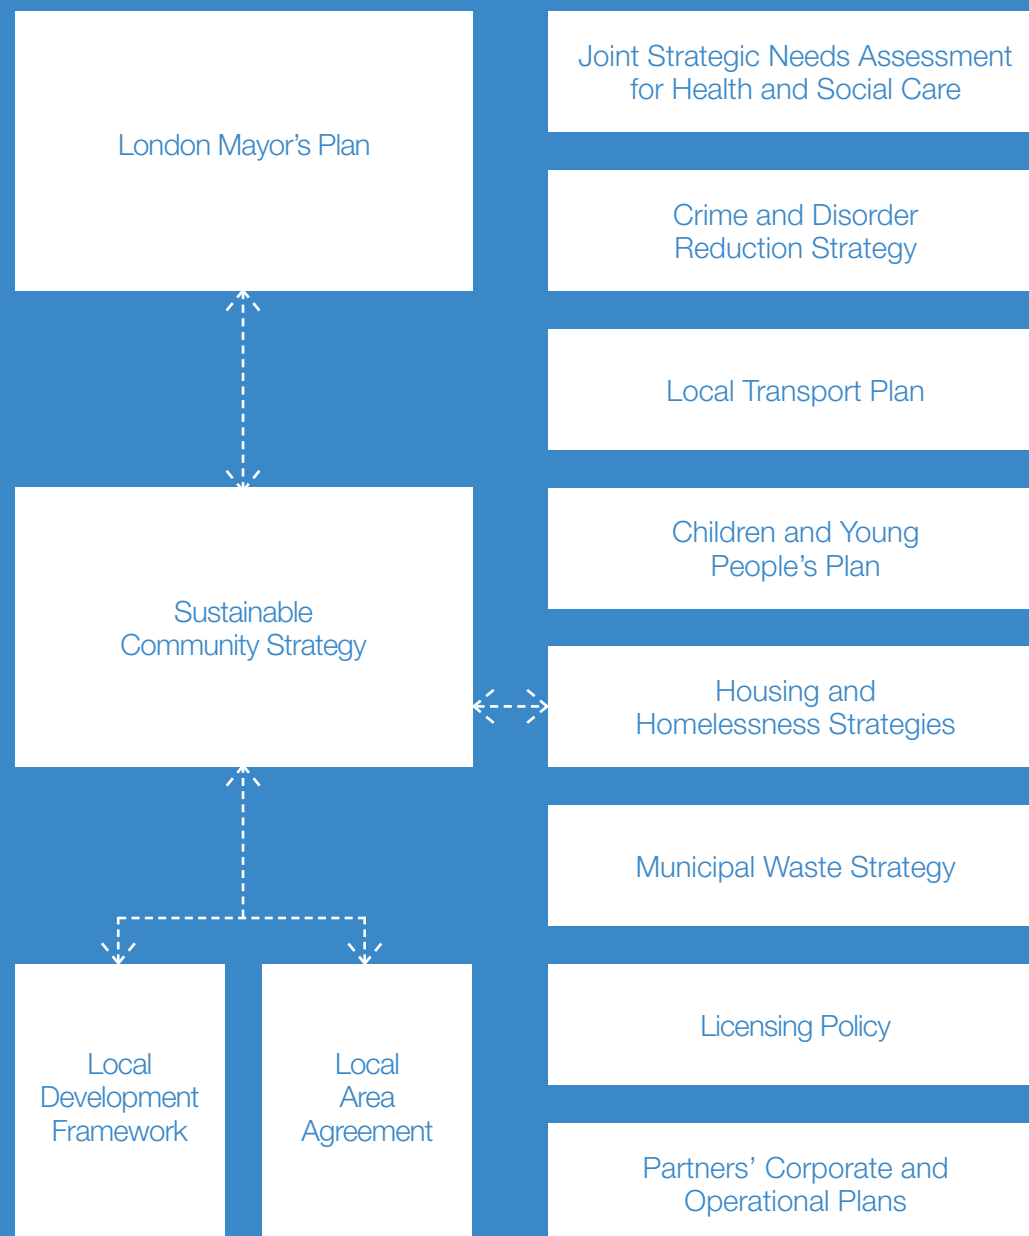 London Mayor’s Plan
Sustainable
Community Strategy
Local
Development
Framework
Local
Area
Agreement
Joint Strategic Needs Assessment
for Health and Social Care
Crime and Disorder
Reduction Strategy
Local Transport Plan
Children and Young
People’s Plan
Housing and
Homelessness Strategies
Municipal Waste Strategy
Licensing Policy
Partners’ Corporate and
Operational Plans